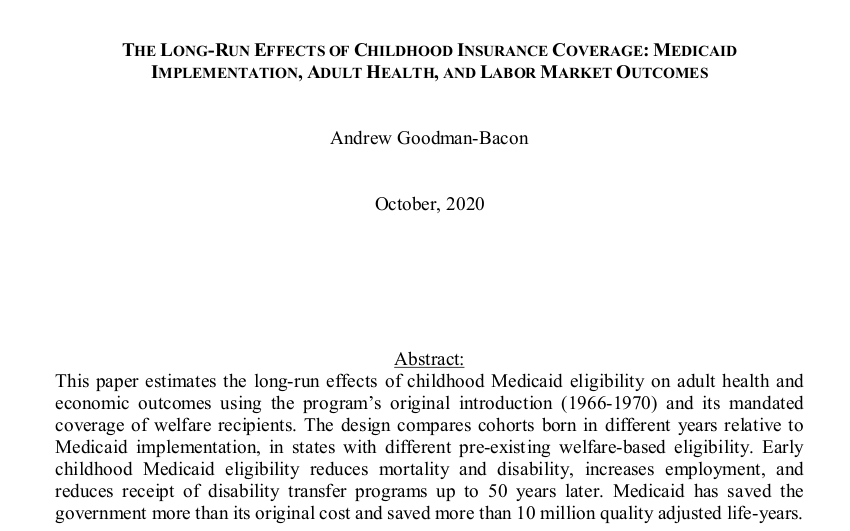 THE LONG-RUN EFFECTS OF CHILDHOOD INSURANCE COVERAGE: MEDICAID
IMPLEMENTATION, ADULT HEALTH, AND LABOR MARKET OUTCOMES
Andrew Goodman-Bacon
October, 2020
Abstract:
This paper estimates the long-run effects of childhood Medicaid eligibility on adult health and
economic outcomes using the program’s original introduction (1966-1970) and its mandated
coverage of welfare recipients. The design compares cohorts born in different years relative to
Medicaid implementation, in states with different pre-existing welfare-based eligibility. Early
childhood Medicaid eligibility reduces mortality and disability, increases employment, and
reduces receipt of disability transfer programs up to 50 years later. Medicaid has saved the
government more than its original cost and saved more than 10 million quality adjusted life-years.